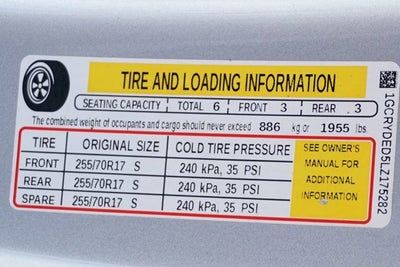 TIRE AND LOADING INFORMATION
SEATING CAPACITY TOTAL 6 FRONT 3 REAR 3
The combined weight of occupants and cargo should never exceed 886 kg or 1955 lbs
TIRE ORIGINAL SIZE COLD TIRE PRESSURE
FRONT 255/70R17 S 240 kPa, 35 PSI
REAR 255/70R17 S 240 kPa, 35 PSI
SPARE 255/70R17 S 240 kPa, 35 PSI
SEE OWNER'S
MANUAL FOR
ADDITIONAL
INFORMATION
1GCRYDED5LZ175282